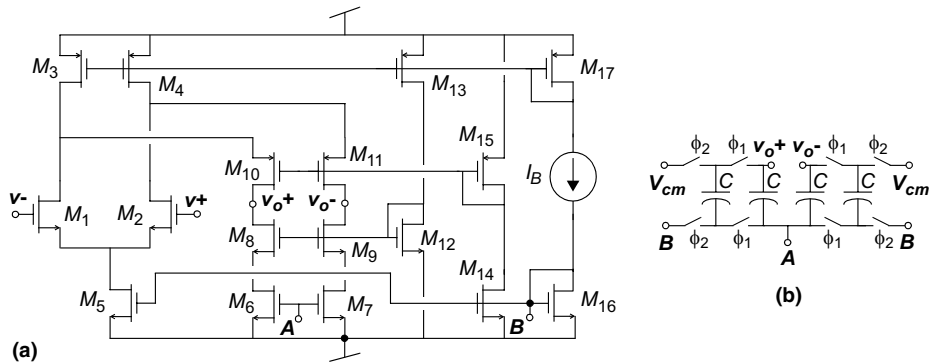 M3
M4
M13
M17
M15
M10
M11
IB
vo+
vo-
v-
M1
M2
v+
M8
M9
M12
M14
M5
M6
M7
A
B
M16
(a)
ϕ2
ϕ1
vo+
vo-
ϕ1
ϕ2
Vcm
C
C
C
C
Vcm
B
ϕ2
ϕ1
A
ϕ1
ϕ2
B
(b)